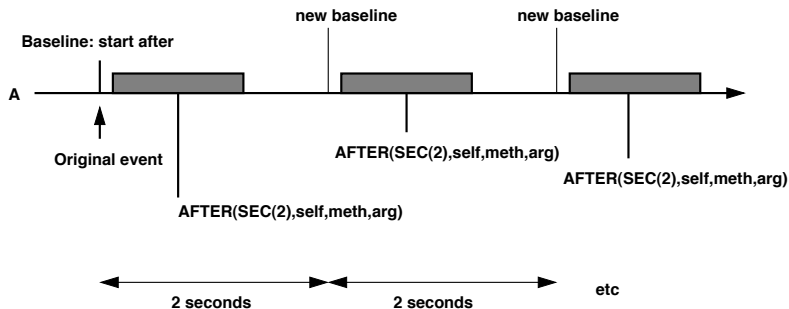 new baseline
new baseline
Baseline: start after
A
Original event
AFTER(SEC(2),self,meth,arg)
AFTER(SEC(2),self,meth,arg)
AFTER(SEC(2),self,meth,arg)
2 seconds
2 seconds
etc